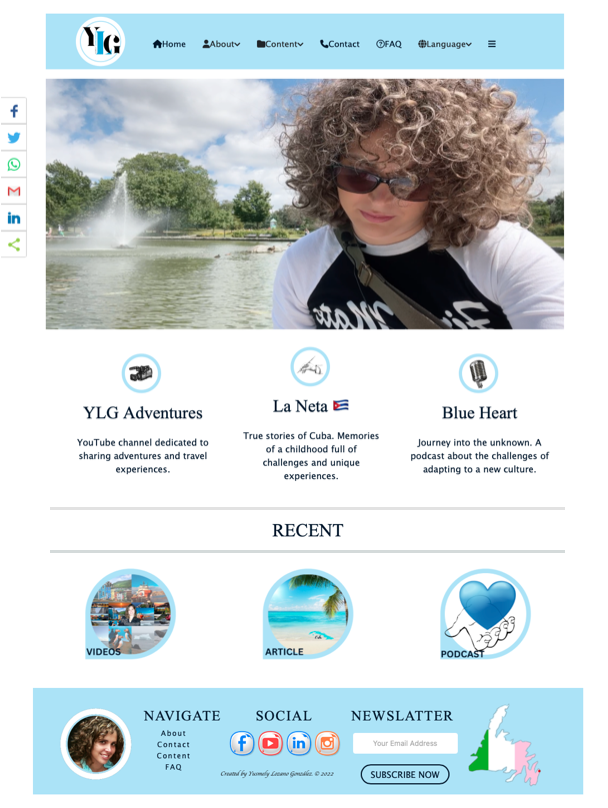 YLG
Home About Content Contact FAQ Language
YLG Adventures
YouTube channel dedicated to
sharing adventures and travel
experiences.
La Neta 🇨🇺
True stories of Cuba. Memories
of a childhood full of
challenges and unique
experiences.
Blue Heart
Journey into the unknown. A
podcast about the challenges of
adapting to a new culture.
RECENT
VIDEOS
ARTICLE
PODCAST
NAVIGATE
About
Contact
Content
FAQ
SOCIAL
Created by Yusmely Lozano González. © 2022
NEWSLATTER
Your Email Address
SUBSCRIBE NOW